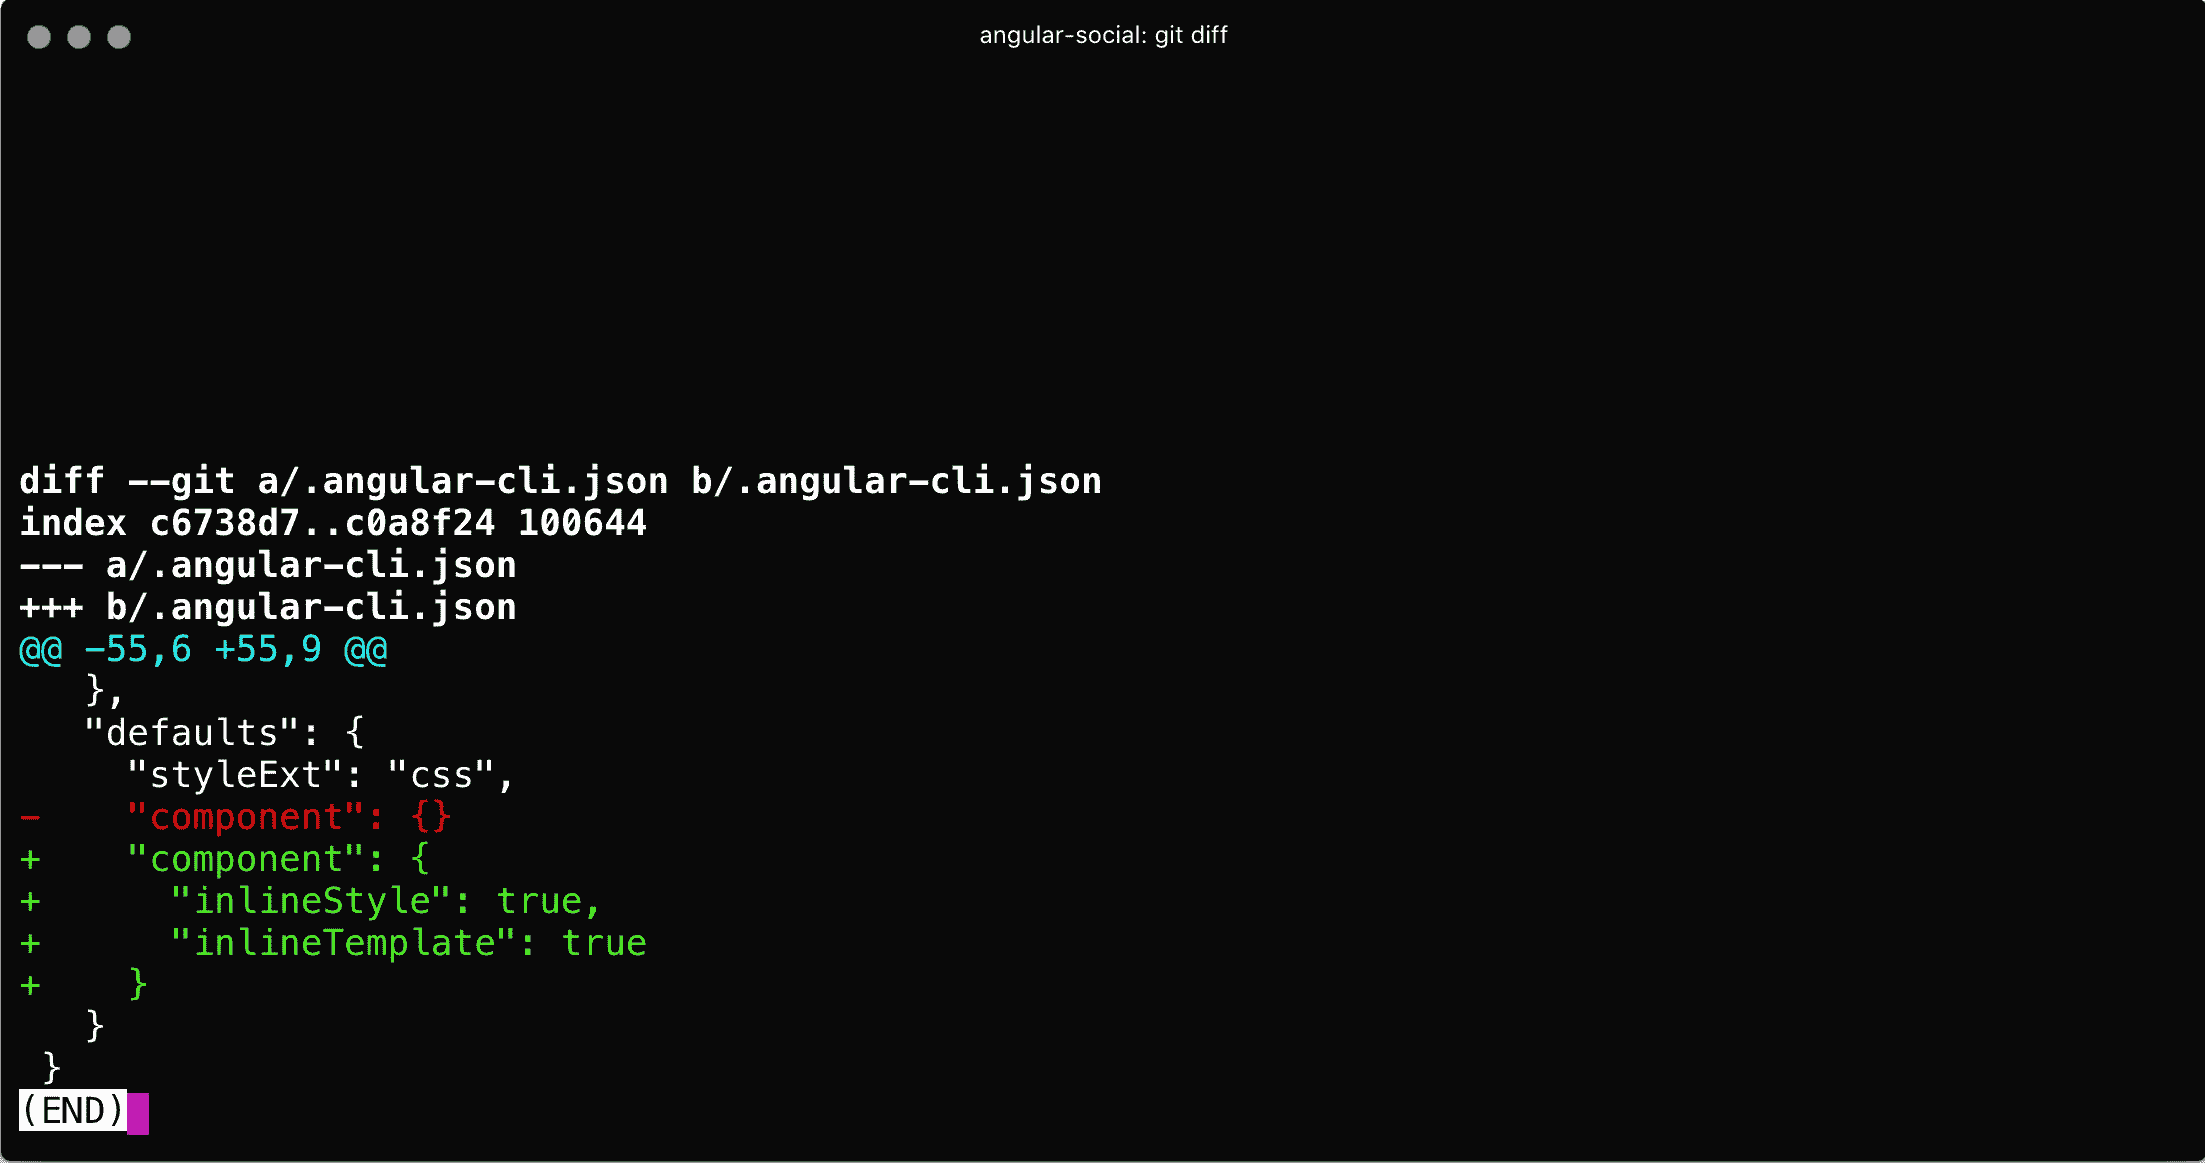 angular-social: git diff
diff --git a/.angular-cli.json b/.angular-cli.json
index c6738d7..c0a8f24 100644
--- a/.angular-cli.json
+++ b/.angular-cli.json
@@ -55,6 +55,9 @@
   },
   "defaults": {
     "styleExt": "css",
-    "component": {}
+    "component": {
+      "inlineStyle": true,
+      "inlineTemplate": true
+    }
   }
 }
(END)